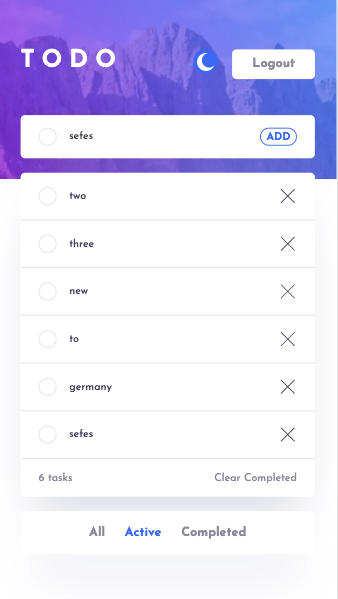 TODO
Logout
sefes ADD
two
three
new
to
germany
sefes
6 tasks Clear Completed
All Active Completed